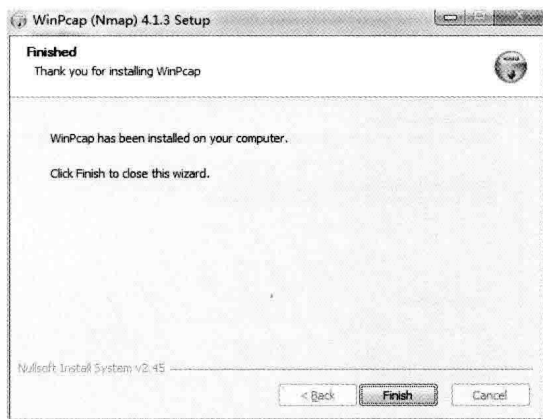 WinPcap (Nmap) 4.1.3 Setup
Finished
Thank you for installing WinPcap
WinPcap has been installed on your computer.
Click Finish to close this wizard.
Nullsoft Install System v2.45
< Back
Finish
Cancel